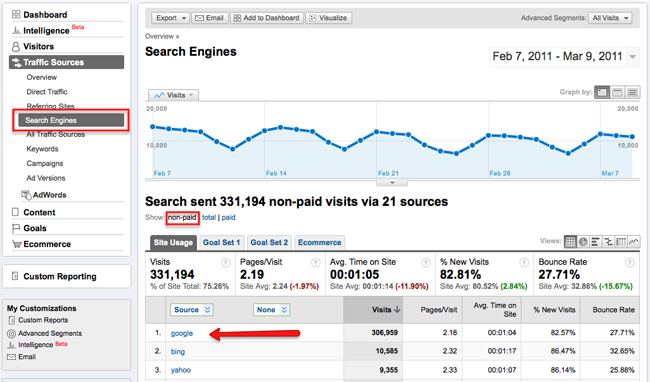 Dashboard
Intelligence Beta
Visitors
Traffic Sources
Overview
Direct Traffic
Referring Sites
Search Engines
All Traffic Sources
Keywords
Campaigns
Ad Versions
AdWords
Content
Goals
Ecommerce
Custom Reporting
My Customizations
Custom Reports
Advanced Segments
Intelligence Beta
Email
Export Email Add to Dashboard Visualize Advanced Segments: All Visits
Overview »
Search Engines
Feb 7, 2011 - Mar 9, 2011
Visits Graph by:
20,000 20,000
10,000 10,000
Feb 7 Feb 14 Feb 21 Feb 28 Mar 7
Search sent 331,194 non-paid visits via 21 sources
Show: non-paid total | paid
Site Usage Goal Set 1 Goal Set 2 Ecommerce Views:
Visits ? Pages/Visit ? Avg. Time on Site ? % New Visits ? Bounce Rate ?
331,194 2.19 00:01:05 82.81% 27.71%
% of Site Total: 75.26% Site Avg: 2.24 (-1.97%) Site Avg: 00:01:14 (-11.90%) Site Avg: 80.52% (2.84%) Site Avg: 32.86% (-15.67%)
Source None Visits Pages/Visit Avg. Time on Site % New Visits Bounce Rate
1. google 306,959 2.18 00:01:04 82.57% 27.71%
2. bing 10,585 2.32 00:01:17 86.47% 32.65%
3. yahoo 9,355 2.33 00:01:07 86.14% 25.88%